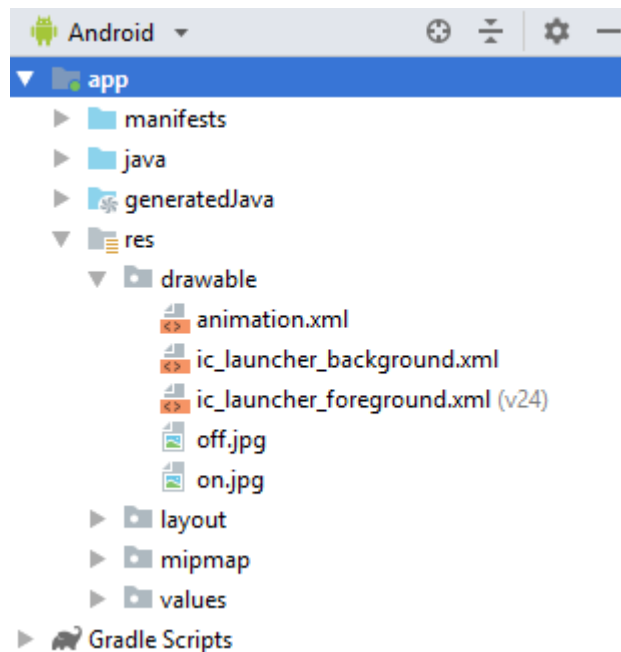 Android
app
manifests
java
generatedJava
res
drawable
animation.xml
ic_launcher_background.xml
ic_launcher_foreground.xml (v24)
off.jpg
on.jpg
layout
mipmap
values
Gradle Scripts